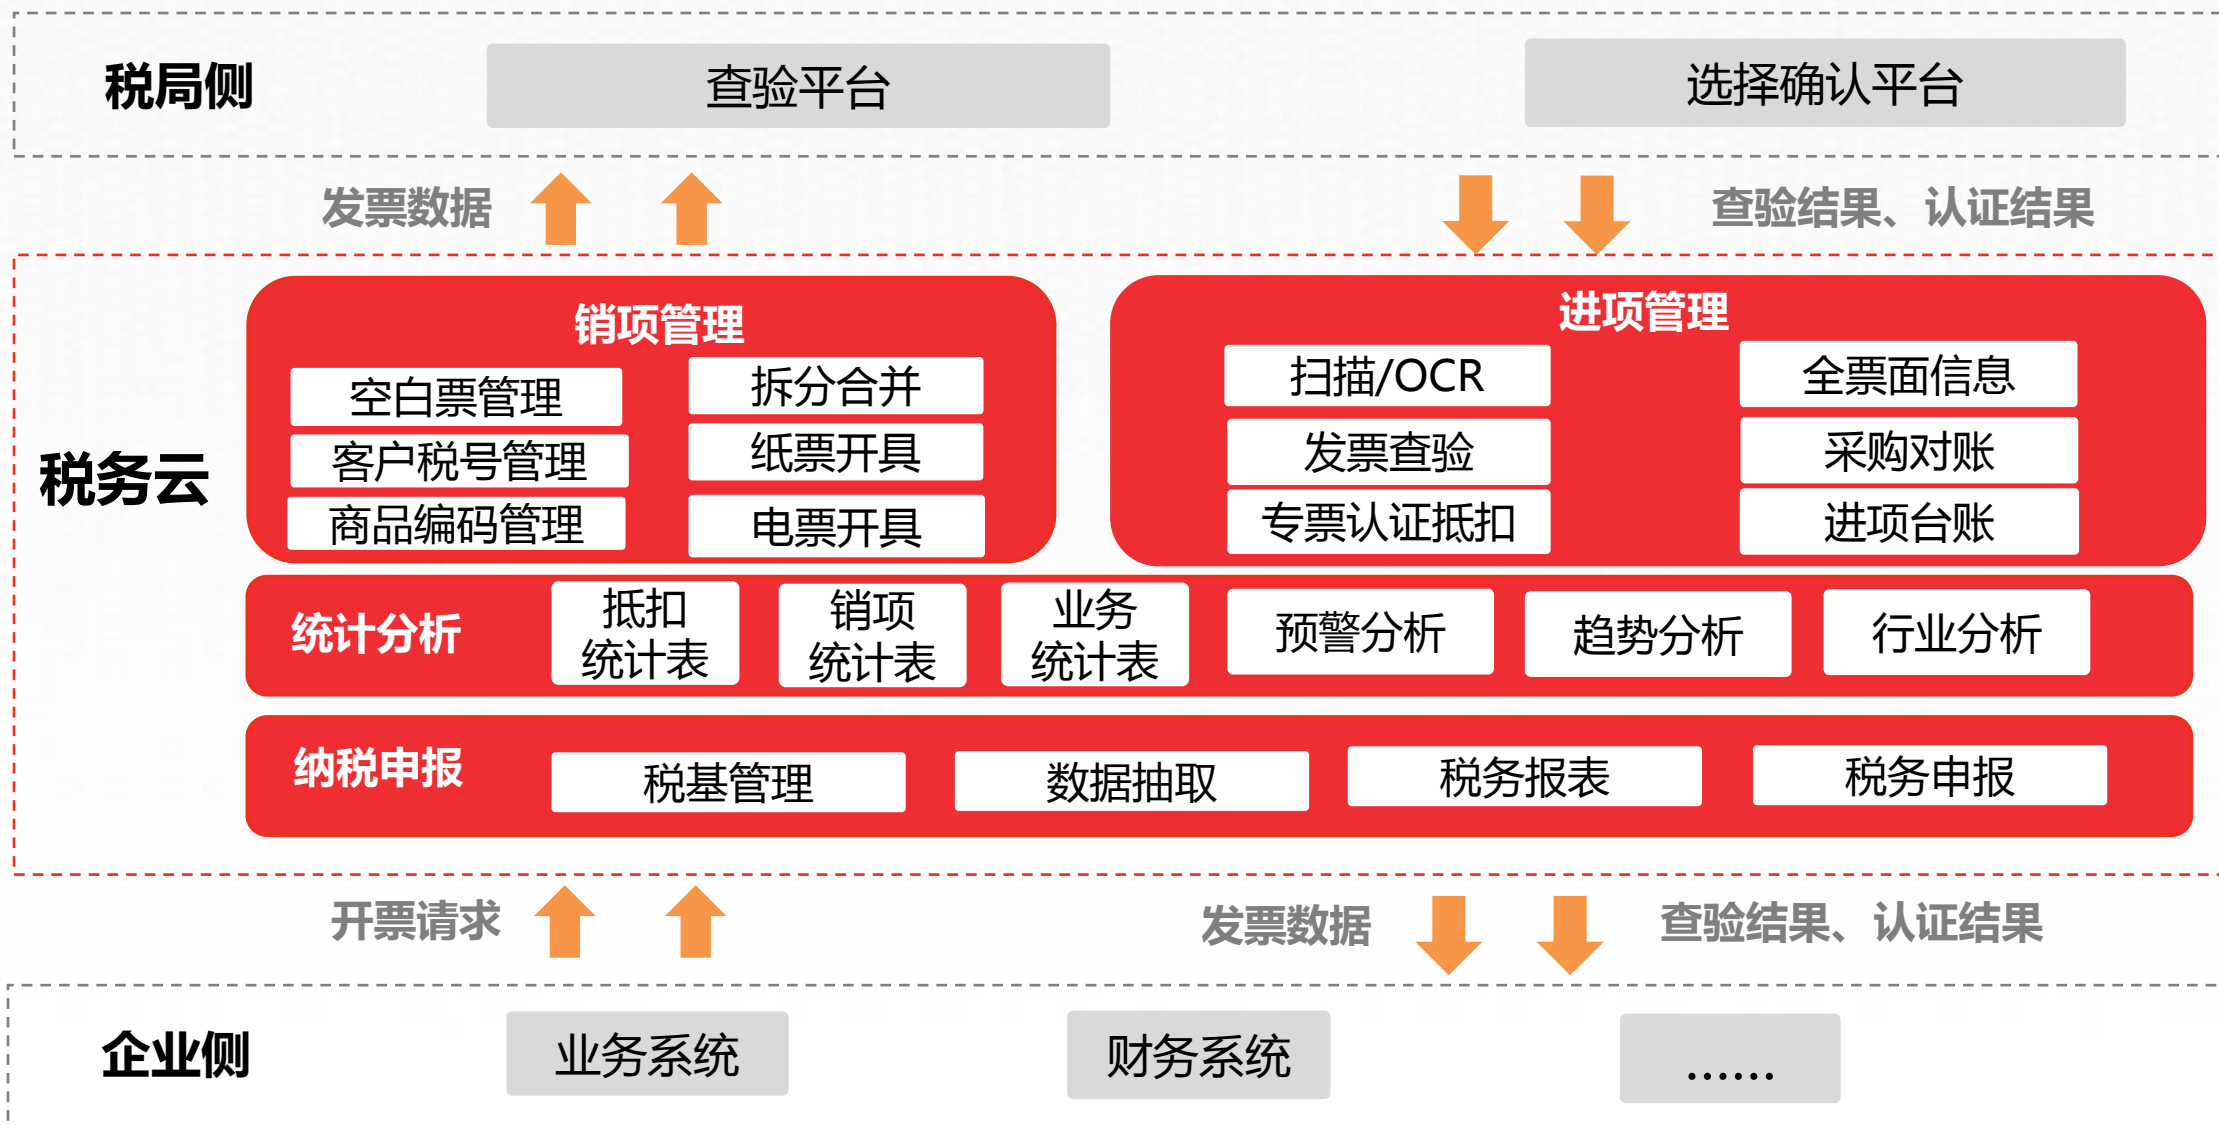 税局侧
查验平台
选择确认平台
发票数据
查验结果、认证结果
税务云
销项管理
空白票管理
拆分合并
客户税号管理
纸票开具
商品编码管理
电票开具
进项管理
扫描/OCR
全票面信息
发票查验
采购对账
专票认证抵扣
进项台账
统计分析
抵扣
统计表
销项
统计表
业务
统计表
预警分析
趋势分析
行业分析
纳税申报
税基管理
数据抽取
税务报表
税务申报
开票请求
发票数据
查验结果、认证结果
企业侧
业务系统
财务系统
······